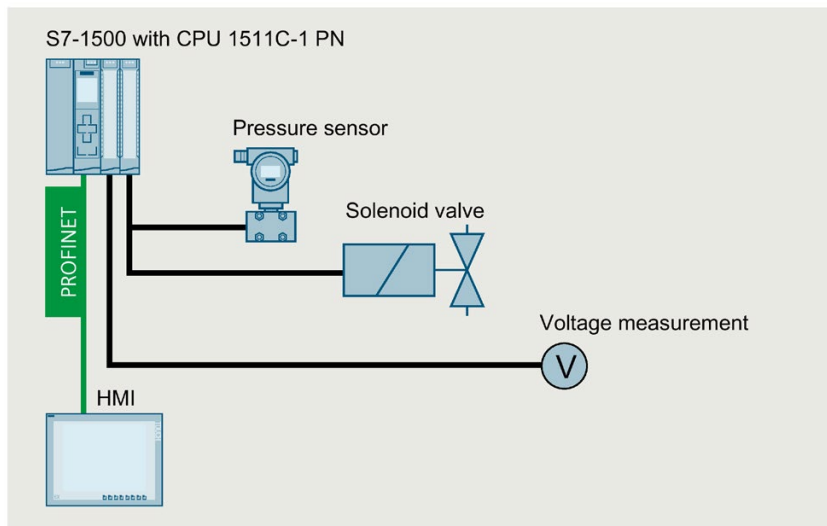 S7-1500 with CPU 1511C-1 PN
Pressure sensor
Solenoid valve
PROFINET
Voltage measurement
V
HMI